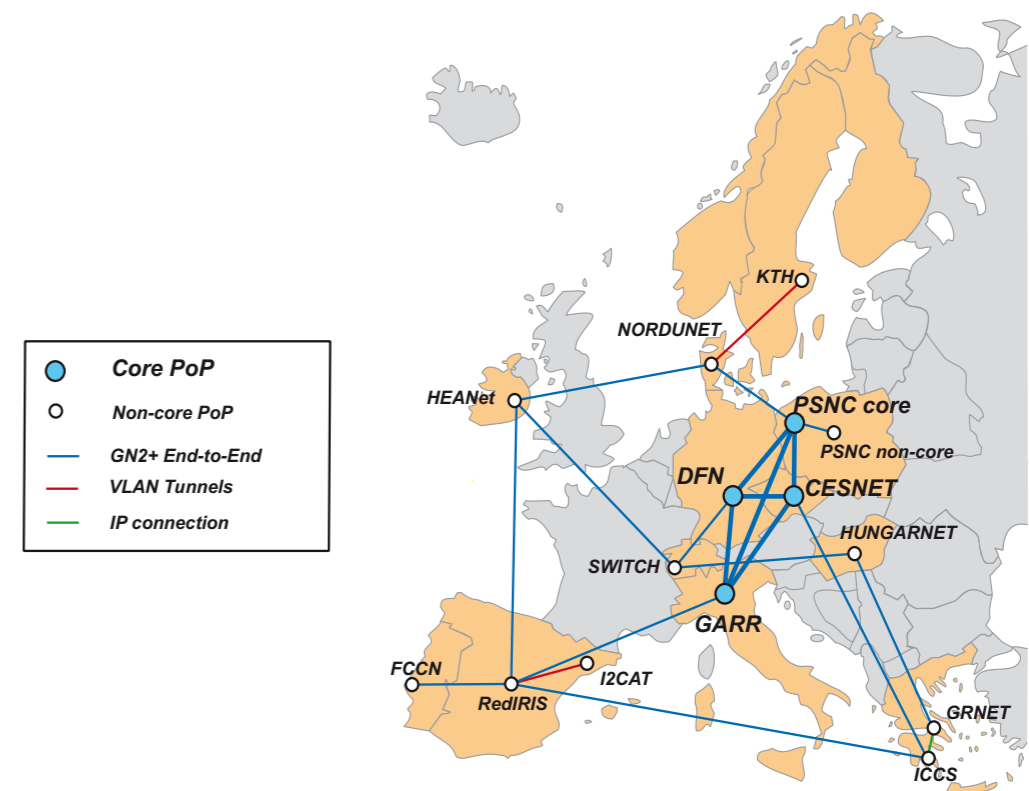 Core PoP
Non-core PoP
GN2+ End-to-End
VLAN Tunnels
IP connection
KTH
NORDUNET
HEANet
PSNC core
PSNC non-core
DFN
CESNET
HUNGARNET
SWITCH
GARR
FCCN
I2CAT
RedIRIS
GRNET
ICCS